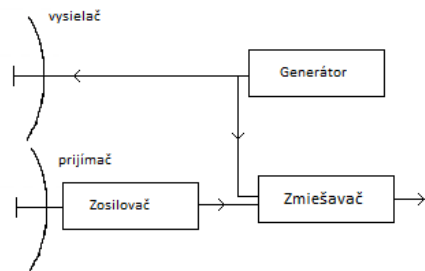 vysielač
Generátor
prijímač
Zosilovač
Zmiešavač